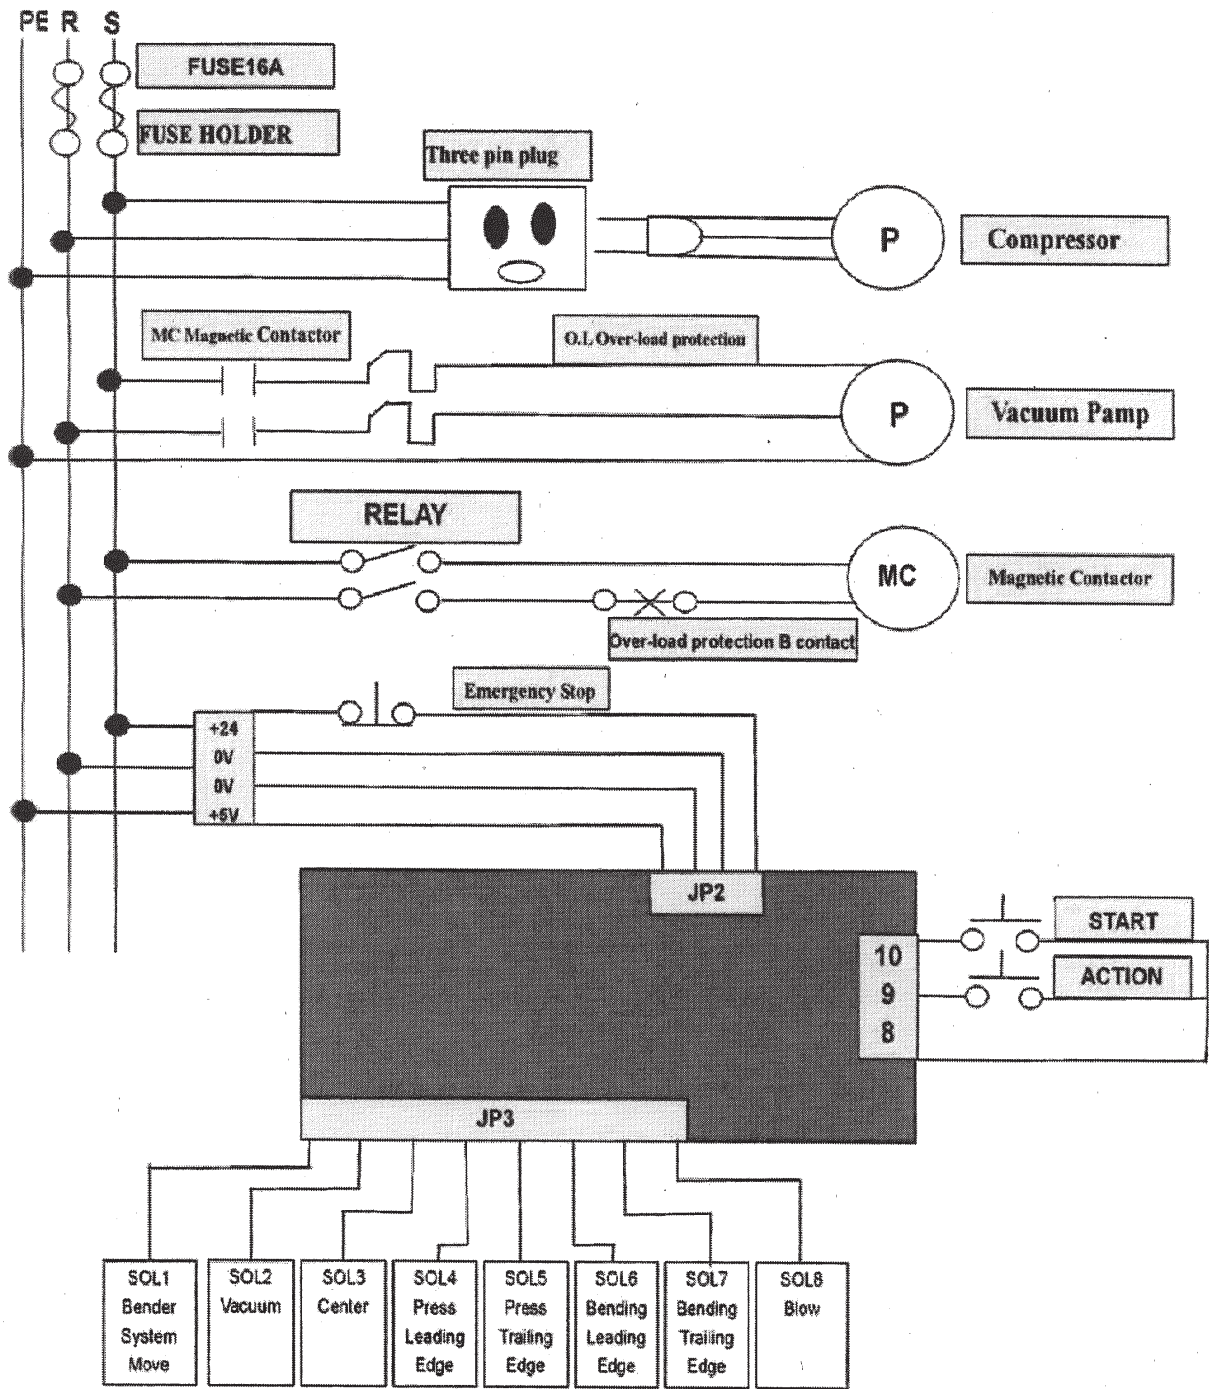 PE R S
FUSE16A
FUSE HOLDER
Three pin plug
P
Compressor
MC Magnetic Contactor
O.L Over-load protection
P
Vacuum Pamp
RELAY
MC
Magnetic Contactor
Over-load protection B contact
Emergency Stop
+24
0V
0V
+5V
JP2
START
10
ACTION
9
8
JP3
SOL1
Bender
System
Move
SOL2
Vacuum
SOL3
Center
SOL4
Press
Leading
Edge
SOL5
Press
Trailing
Edge
SOL6
Bending
Leading
Edge
SOL7
Bending
Trailing
Edge
SOL8
Blow